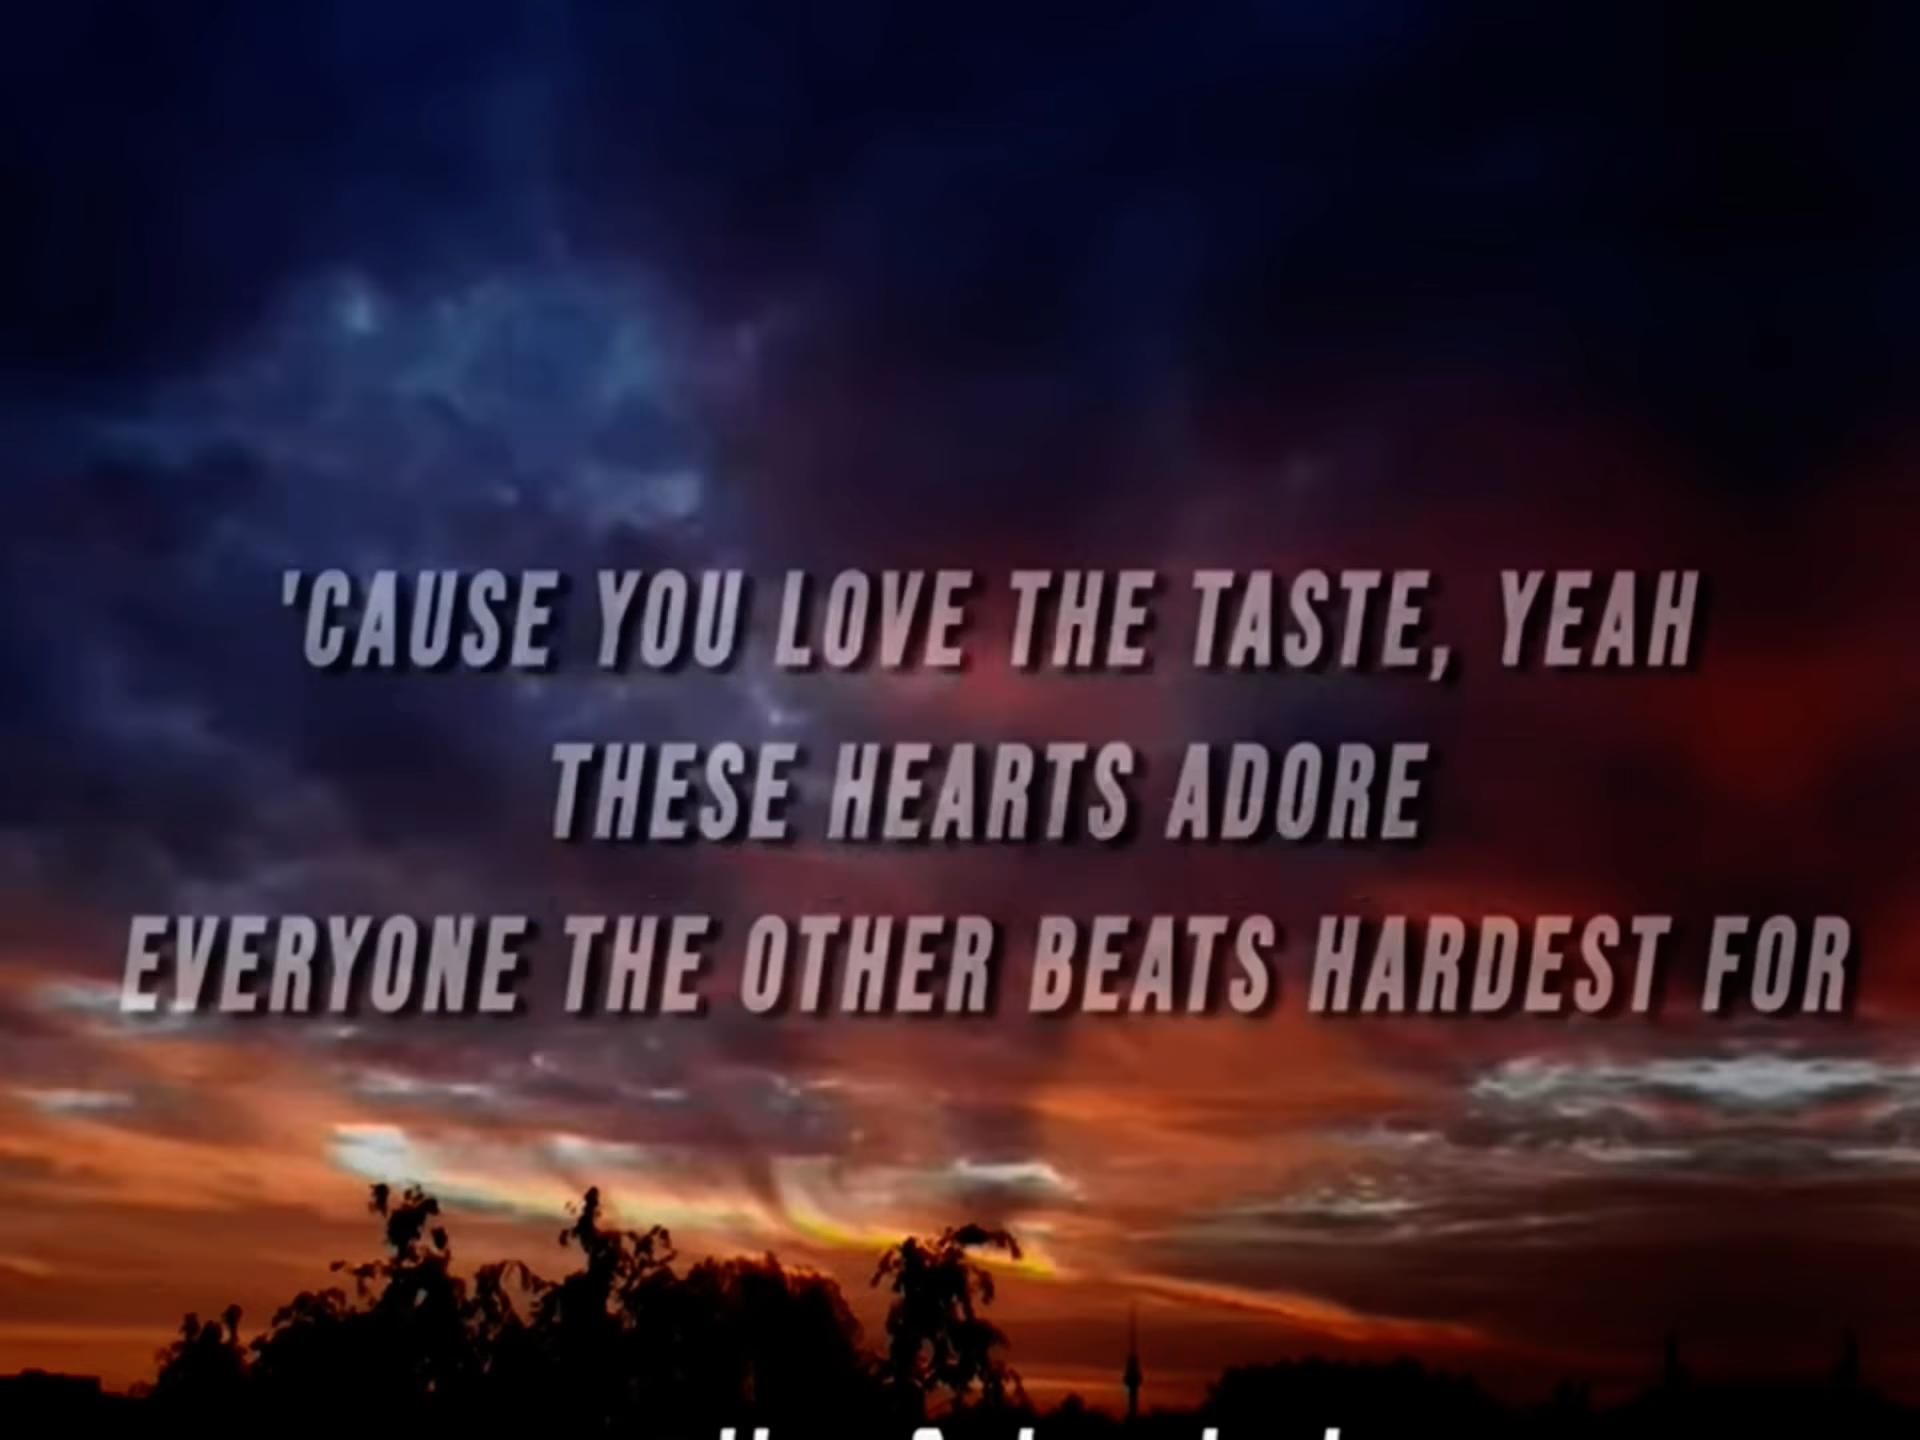 'CAUSE YOU LOVE THE TASTE, YEAH
THESE HEARTS ADORE
EVERYONE THE OTHER BEATS HARDEST FOR